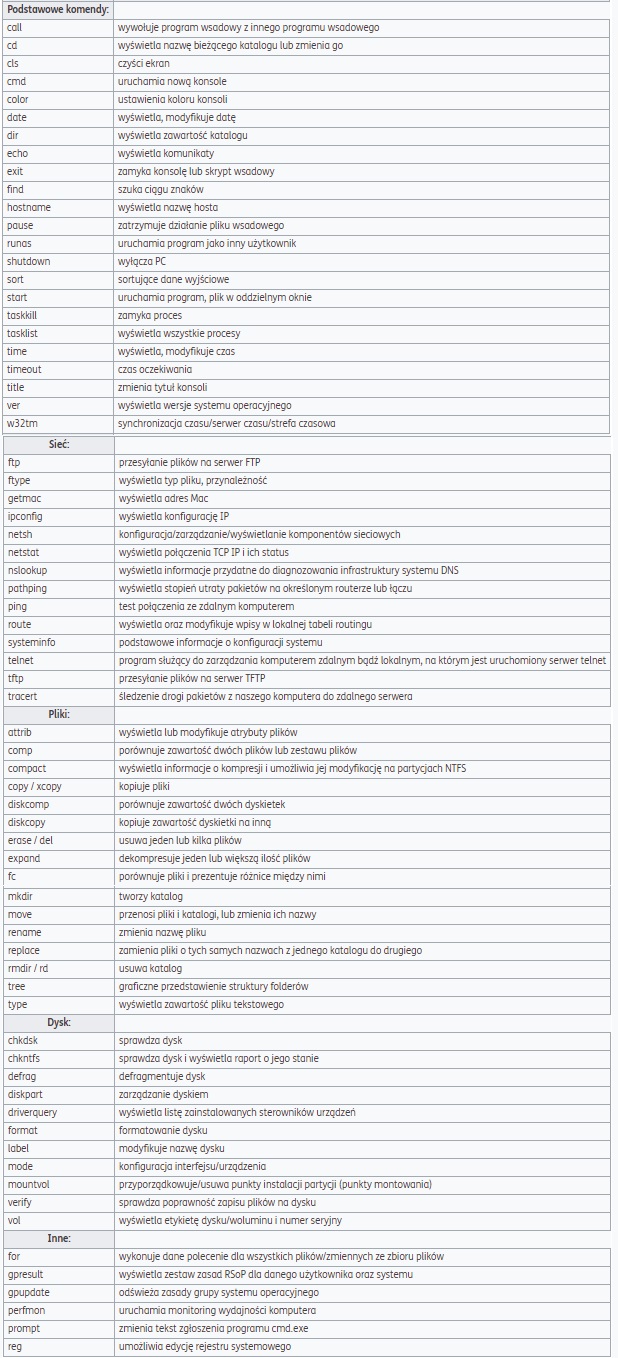 Podstawowe komendy:
call wywołuje program wsadowy z innego programu wsadowego
cd wyświetla nazwę bieżącego katalogu lub zmienia go
cls czyści ekran
cmd uruchamia nową konsole
color ustawienia koloru konsoli
date wyświetla, modyfikuje datę
dir wyświetla zawartość katalogu
echo wyświetla komunikaty
exit zamyka konsolę lub skrypt wsadowy
find szuka ciągu znaków
hostname wyświetla nazwę hosta
pause zatrzymuje działanie pliku wsadowego
runas uruchamia program jako inny użytkownik
shutdown wyłącza PC
sort sortujące dane wyjściowe
start uruchamia program, plik w oddzielnym oknie
taskkill zamyka proces
tasklist wyświetla wszystkie procesy
time wyświetla, modyfikuje czas
timeout czas oczekiwania
title zmienia tytuł konsoli
ver wyświetla wersje systemu operacyjnego
w32tm synchronizacja czasu/serwer czasu/strefa czasowa
Sieć:
ftp przesyłanie plików na serwer FTP
ftype wyświetla typ pliku, przynależność
getmac wyświetla adres Mac
ipconfig wyświetla konfigurację IP
netsh konfiguracja/zarządzanie/wyświetlanie komponentów sieciowych
netstat wyświetla połączenia TCP IP i ich status
nslookup wyświetla informacje przydatne do diagnozowania infrastruktury systemu DNS
pathping wyświetla stopień utraty pakietów na określonym routerze lub łączu
ping test połączenia ze zdalnym komputerem
route wyświetla oraz modyfikuje wpisy w lokalnej tabeli routingu
systeminfo podstawowe informacje o konfiguracji systemu
telnet program służący do zarządzania komputerem zdalnym bądź lokalnym, na którym jest uruchomiony serwer telnet
tftp przesyłanie plików na serwer TFTP
tracert śledzenie drogi pakietów z naszego komputera do zdalnego serwera
Pliki:
attrib wyświetla lub modyfikuje atrybuty plików
comp porównuje zawartość dwóch plików lub zestawu plików
compact wyświetla informacje o kompresji i umożliwia jej modyfikację na partycjach NTFS
copy / xcopy kopiuje pliki
diskcomp porównuje zawartość dwóch dyskietek
diskcopy kopiuje zawartość dyskietki na inną
erase / del usuwa jeden lub kilka plików
expand dekompresuje jeden lub większą ilość plików
fc porównuje pliki i prezentuje różnice między nimi
mkdir tworzy katalog
move przenosi pliki i katalogi, lub zmienia ich nazwy
rename zmienia nazwę pliku
replace zamienia pliki o tych samych nazwach z jednego katalogu do drugiego
rmdir / rd usuwa katalog
tree graficzne przedstawienie struktury folderów
type wyświetla zawartość pliku tekstowego
Dysk:
chkdsk sprawdza dysk
chkntfs sprawdza dysk i wyświetla raport o jego stanie
defrag defragmentuje dysk
diskpart zarządzanie dyskiem
driverquery wyświetla listę zainstalowanych sterowników urządzeń
format formatowanie dysku
label modyfikuje nazwę dysku
mode konfiguracja interfejsu/urządzenia
mountvol przyporządkowuje/usuwa punkty instalacji partycji (punkty montowania)
verify sprawdza poprawność zapisu plików na dysku
vol wyświetla etykietę dysku/woluminu i numer seryjny
Inne:
for wykonuje dane polecenie dla wszystkich plików/zmiennych ze zbioru plików
gpresult wyświetla zestaw zasad RSoP dla danego użytkownika oraz systemu
gpupdate odświeża zasady grupy systemu operacyjnego
perfmon uruchamia monitoring wydajności komputera
prompt zmienia tekst zgłoszenia programu cmd.exe
reg umożliwia edycję rejestru systemowego